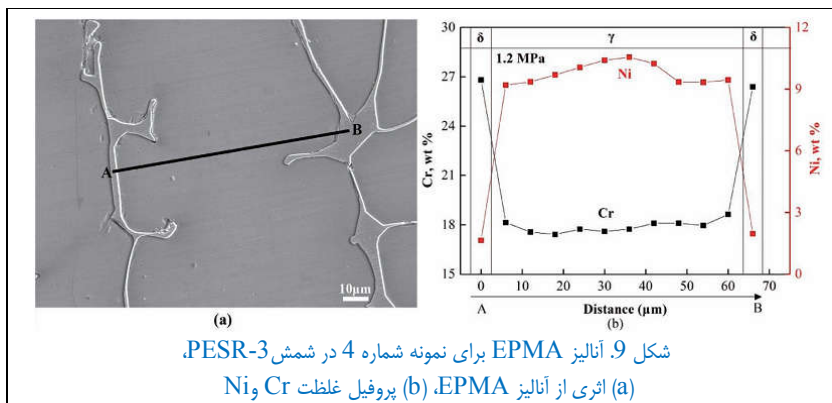 A
B
10µm
(a)
30
27
24
21
18
15
Cr, wt %
δ
γ
δ
1.2 MPa
Ni
Cr
12
9
6
3
0
Ni, wt %
0 10 20 30 40 50 60 70
A Distance (µm) B
(b)
شکل 9. آنالیز EPMA برای نمونه شماره 4 در شمش PESR-3،
(a) اثری از آنالیز EPMA، (b) پروفیل غلظت Cr و Ni